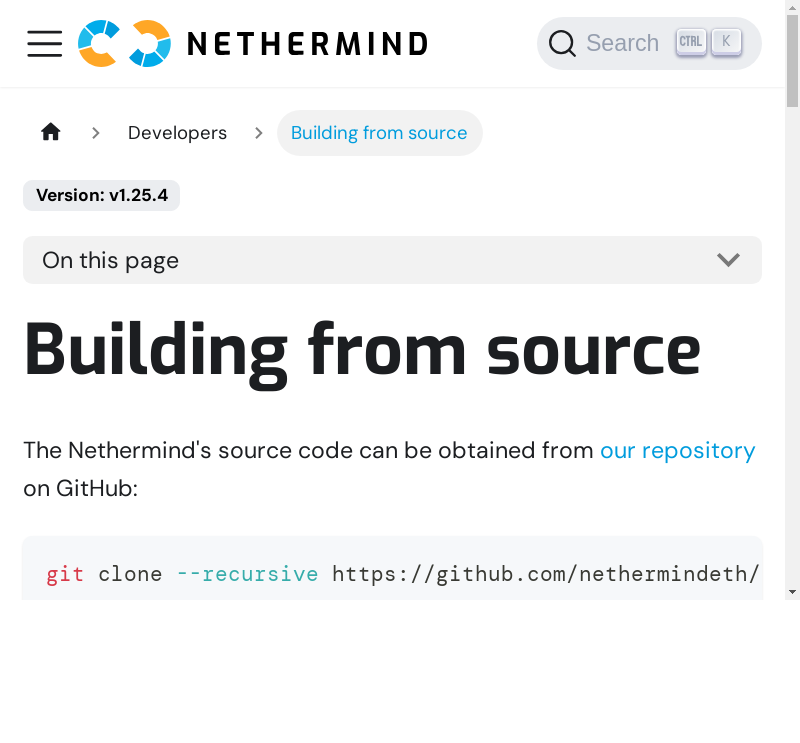 NETHERMIND
Search CTRL K
Developers
Building from source
Version: v1.25.4
On this page
Building from source
The Nethermind's source code can be obtained from our repository
on GitHub:
git clone --recursive https://github.com/nethermindeth/